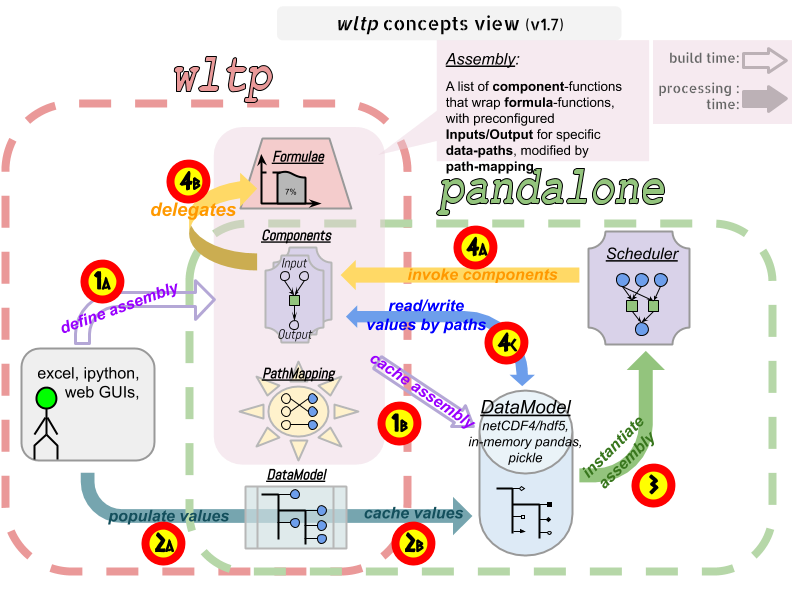 wltp concepts view (v1.7)
wltp
Assembly:
A list of component-functions
that wrap formula-functions,
with preconfigured
Inputs/Output for specific
data-paths, modified by
path-mapping
build time:
processing :
time:
pandalone
Formulae
7%
4B
delegates
Components
Input
Output
4A
invoke components
Scheduler
1A
define assembly
read/write
values by paths
4C
excel, ipython,
web GUIs,
PathMapping
cache assembly
1B
DataModel
netCDF4/hdf5,
in-memory pandas,
pickle
instantiate
assembly
3
DataModel
populate values
2A
cache values
2B